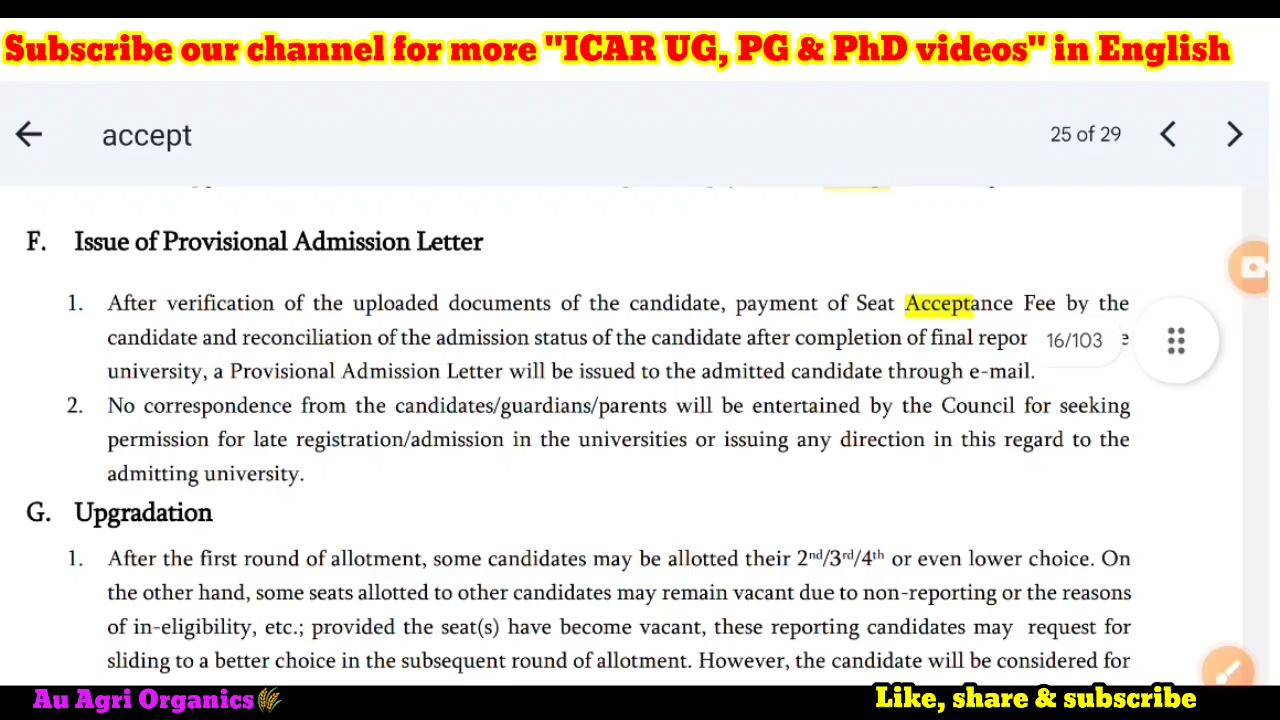 Subscribe our channel for more "ICAR UG, PG & PhD videos" in English
accept
25 of 29
F. Issue of Provisional Admission Letter
1. After verification of the uploaded documents of the candidate, payment of Seat Acceptance Fee by the
candidate and reconciliation of the admission status of the candidate after completion of final repor
16/103
university, a Provisional Admission Letter will be issued to the admitted candidate through e-mail.
2. No correspondence from the candidates/guardians/parents will be entertained by the Council for seeking
permission for late registration/admission in the universities or issuing any direction in this regard to the
admitting university.
G. Upgradation
1. After the first round of allotment, some candidates may be allotted their 2nd/3rd/4th or even lower choice. On
the other hand, some seats allotted to other candidates may remain vacant due to non-reporting or the reasons
of in-eligibility, etc.; provided the seat(s) have become vacant, these reporting candidates may request for
sliding to a better choice in the subsequent round of allotment. However, the candidate will be considered for
Au Agri Organics🌾
Like, share & subscribe